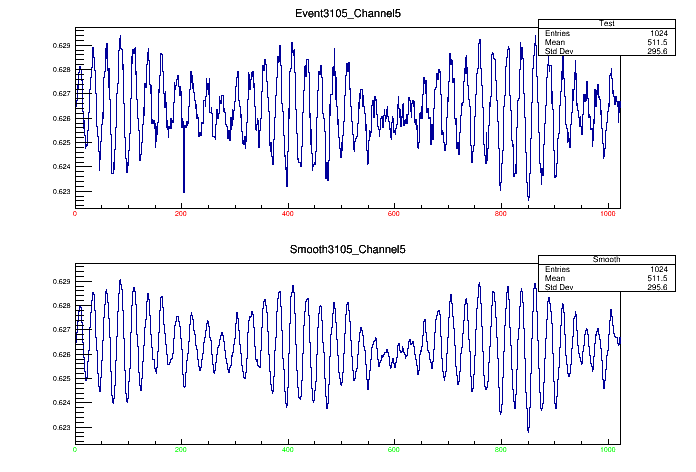 Event3105_Channel5
Test
Entries 1024
Mean 511.5
Std Dev 295.6
0.629
0.628
0.627
0.626
0.625
0.624
0.623
0 200 400 600 800 1000
Smooth3105_Channel5
Smooth
Entries 1024
Mean 511.5
Std Dev 295.6
0.629
0.628
0.627
0.626
0.625
0.624
0.623
0 200 400 600 800 1000